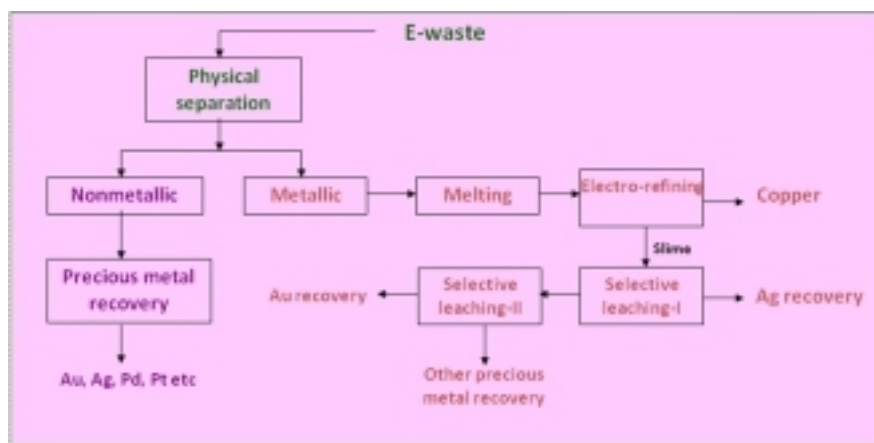 E-waste
Physical
separation
Nonmetallic
Metallic
Melting
Electro-refining
Copper
Slime
Precious metal
recovery
Au recovery
Selective
leaching-II
Selective
leaching-I
Ag recovery
Au, Ag, Pd, Pt etc
Other precious
metal recovery